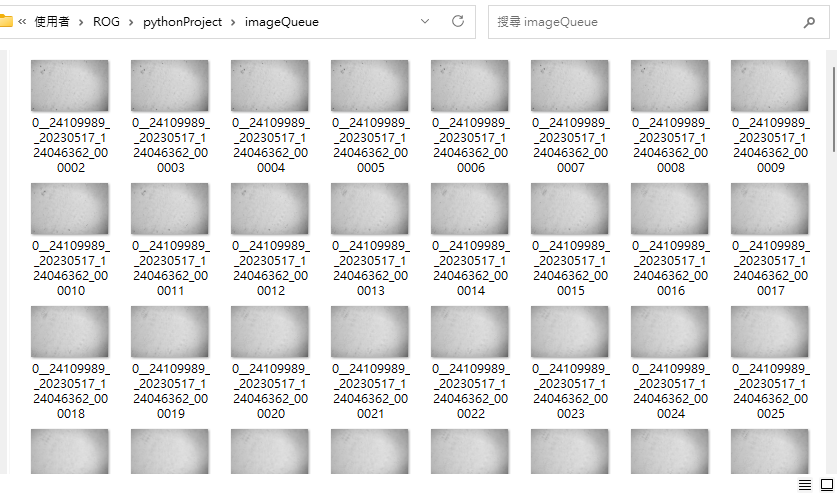 « 使用者 › ROG › pythonProject › imageQueue
搜尋 imageQueue
0__24109989_ 0__24109989_ 0__24109989_ 0__24109989_ 0__24109989_ 0__24109989_ 0__24109989_ 0__24109989_
_20230517_1 _20230517_1 _20230517_1 _20230517_1 _20230517_1 _20230517_1 _20230517_1 _20230517_1
24046362_00 24046362_00 24046362_00 24046362_00 24046362_00 24046362_00 24046362_00 24046362_00
0002 0003 0004 0005 0006 0007 0008 0009
0__24109989_ 0__24109989_ 0__24109989_ 0__24109989_ 0__24109989_ 0__24109989_ 0__24109989_ 0__24109989_
_20230517_1 _20230517_1 _20230517_1 _20230517_1 _20230517_1 _20230517_1 _20230517_1 _20230517_1
24046362_00 24046362_00 24046362_00 24046362_00 24046362_00 24046362_00 24046362_00 24046362_00
0010 0011 0012 0013 0014 0015 0016 0017
0__24109989_ 0__24109989_ 0__24109989_ 0__24109989_ 0__24109989_ 0__24109989_ 0__24109989_ 0__24109989_
_20230517_1 _20230517_1 _20230517_1 _20230517_1 _20230517_1 _20230517_1 _20230517_1 _20230517_1
24046362_00 24046362_00 24046362_00 24046362_00 24046362_00 24046362_00 24046362_00 24046362_00
0018 0019 0020 0021 0022 0023 0024 0025